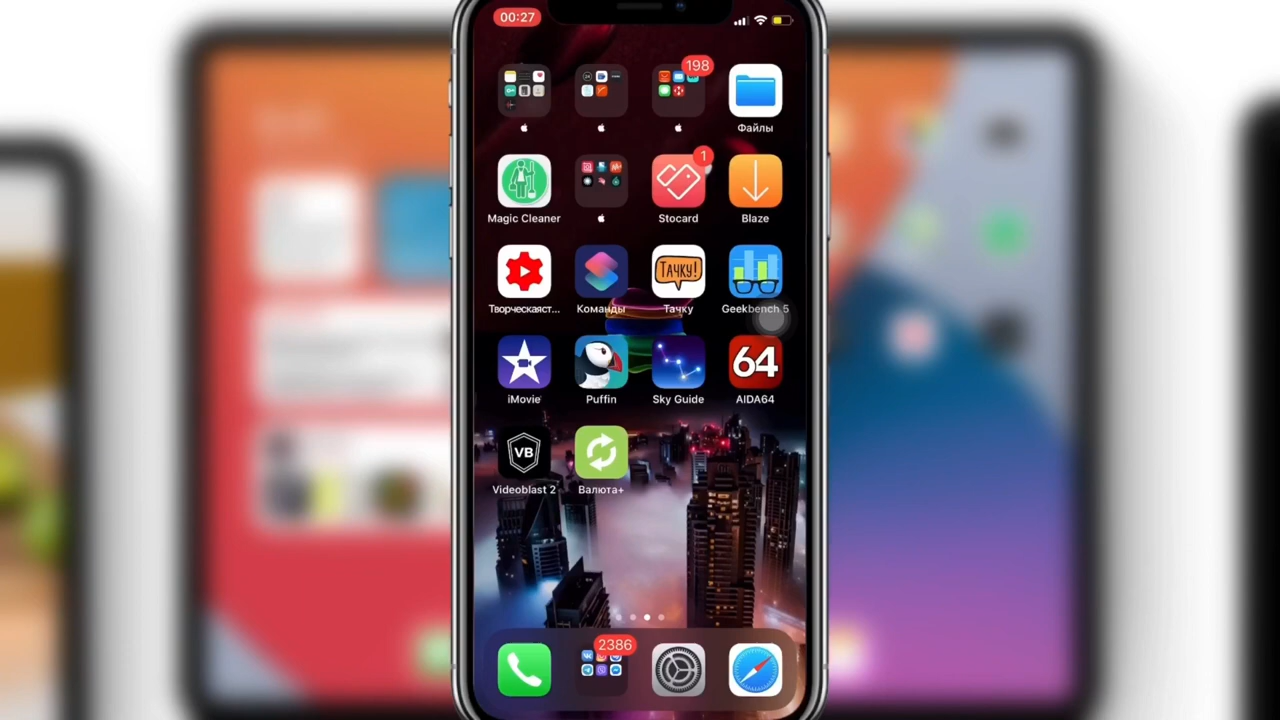 00:27
198
Файлы
1
Magic Cleaner
Stocard
Blaze
ТАЧКУ!
Творческаяст...
Команды
Тачку
Geekbench 5
64
iMovie
Puffin
Sky Guide
AIDA64
VB
Videoblast 2
Валюта+
2386